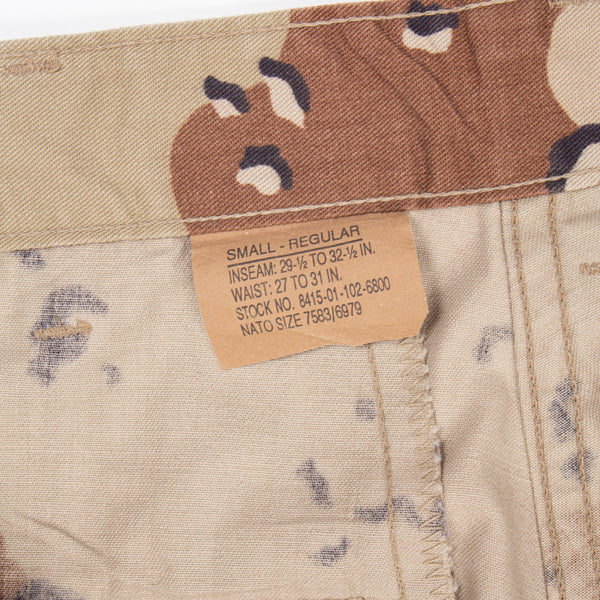 SMALL - REGULAR
INSEAM: 29-½ TO 32-½ IN.
WAIST: 27 TO 31 IN.
STOCK NO. 8415-01-102-6800
NATO SIZE 7583/6979